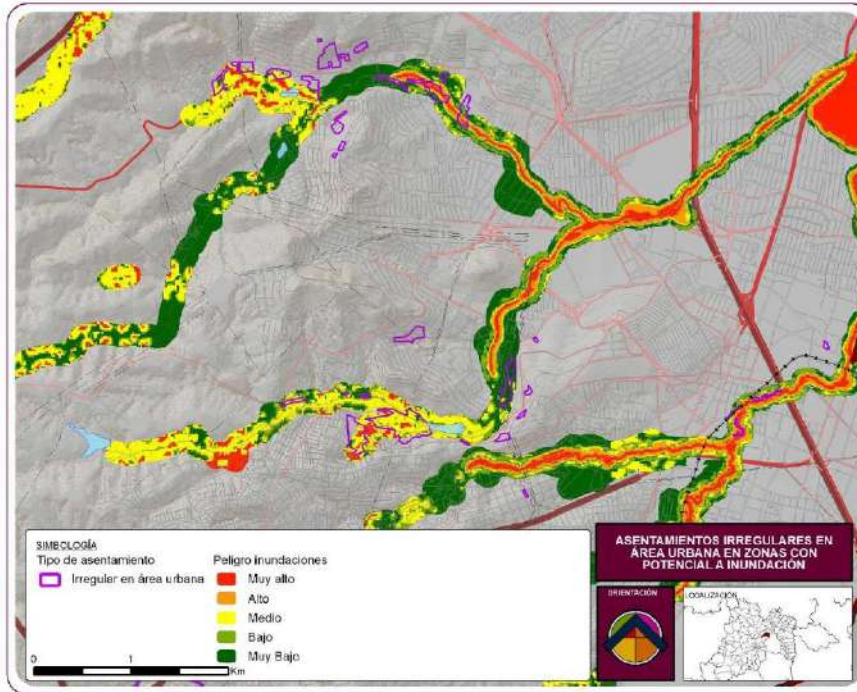 SIMBOLOGÍA
Tipo de asentamiento
Irregular en área urbana
Peligro inundaciones
Muy alto
Alto
Medio
Bajo
Muy Bajo
0 1
Km
ASENTAMIENTOS IRREGULARES EN
ÁREA URBANA EN ZONAS CON
POTENCIAL A INUNDACIÓN
ORIENTACIÓN
LOCALIZACIÓN